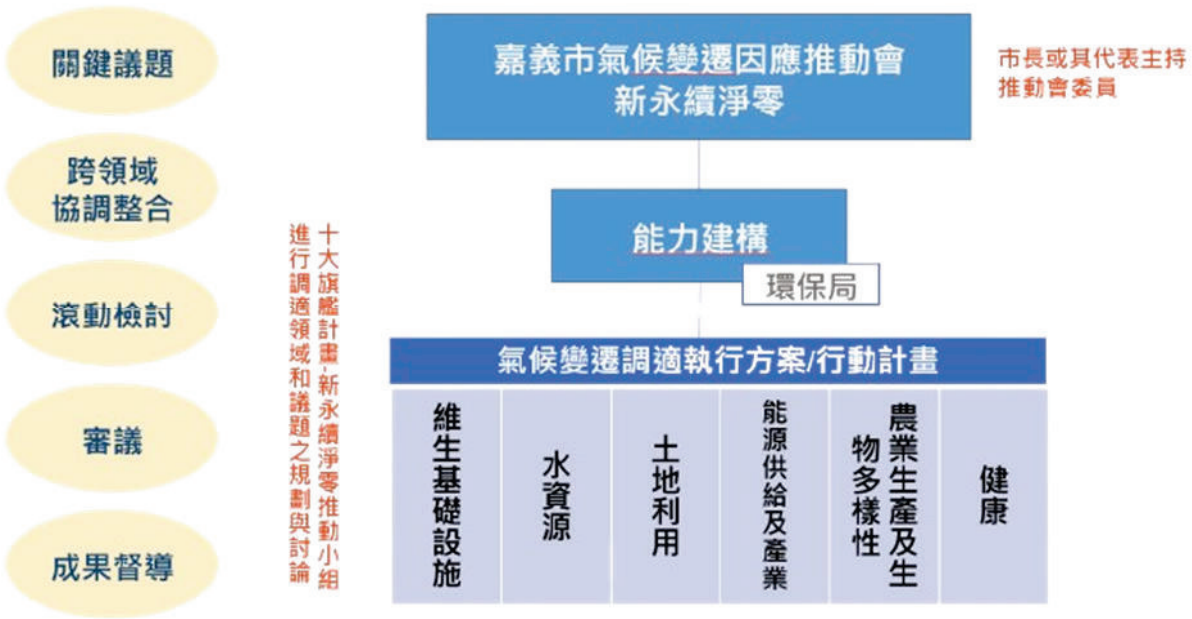 關鍵議題
跨領域
協調整合
滾動檢討
審議
成果督導
嘉義市氣候變遷因應推動會
新永續淨零
市長或其代表主持
推動會委員
能力建構
環保局
十大旗艦計畫-新永續淨零推動小組
進行調適領域和議題之規劃與討論
氣候變遷調適執行方案/行動計畫
維生基礎設施
水資源
土地利用
能源供給及產業
農業生產及生
物多樣性
健康